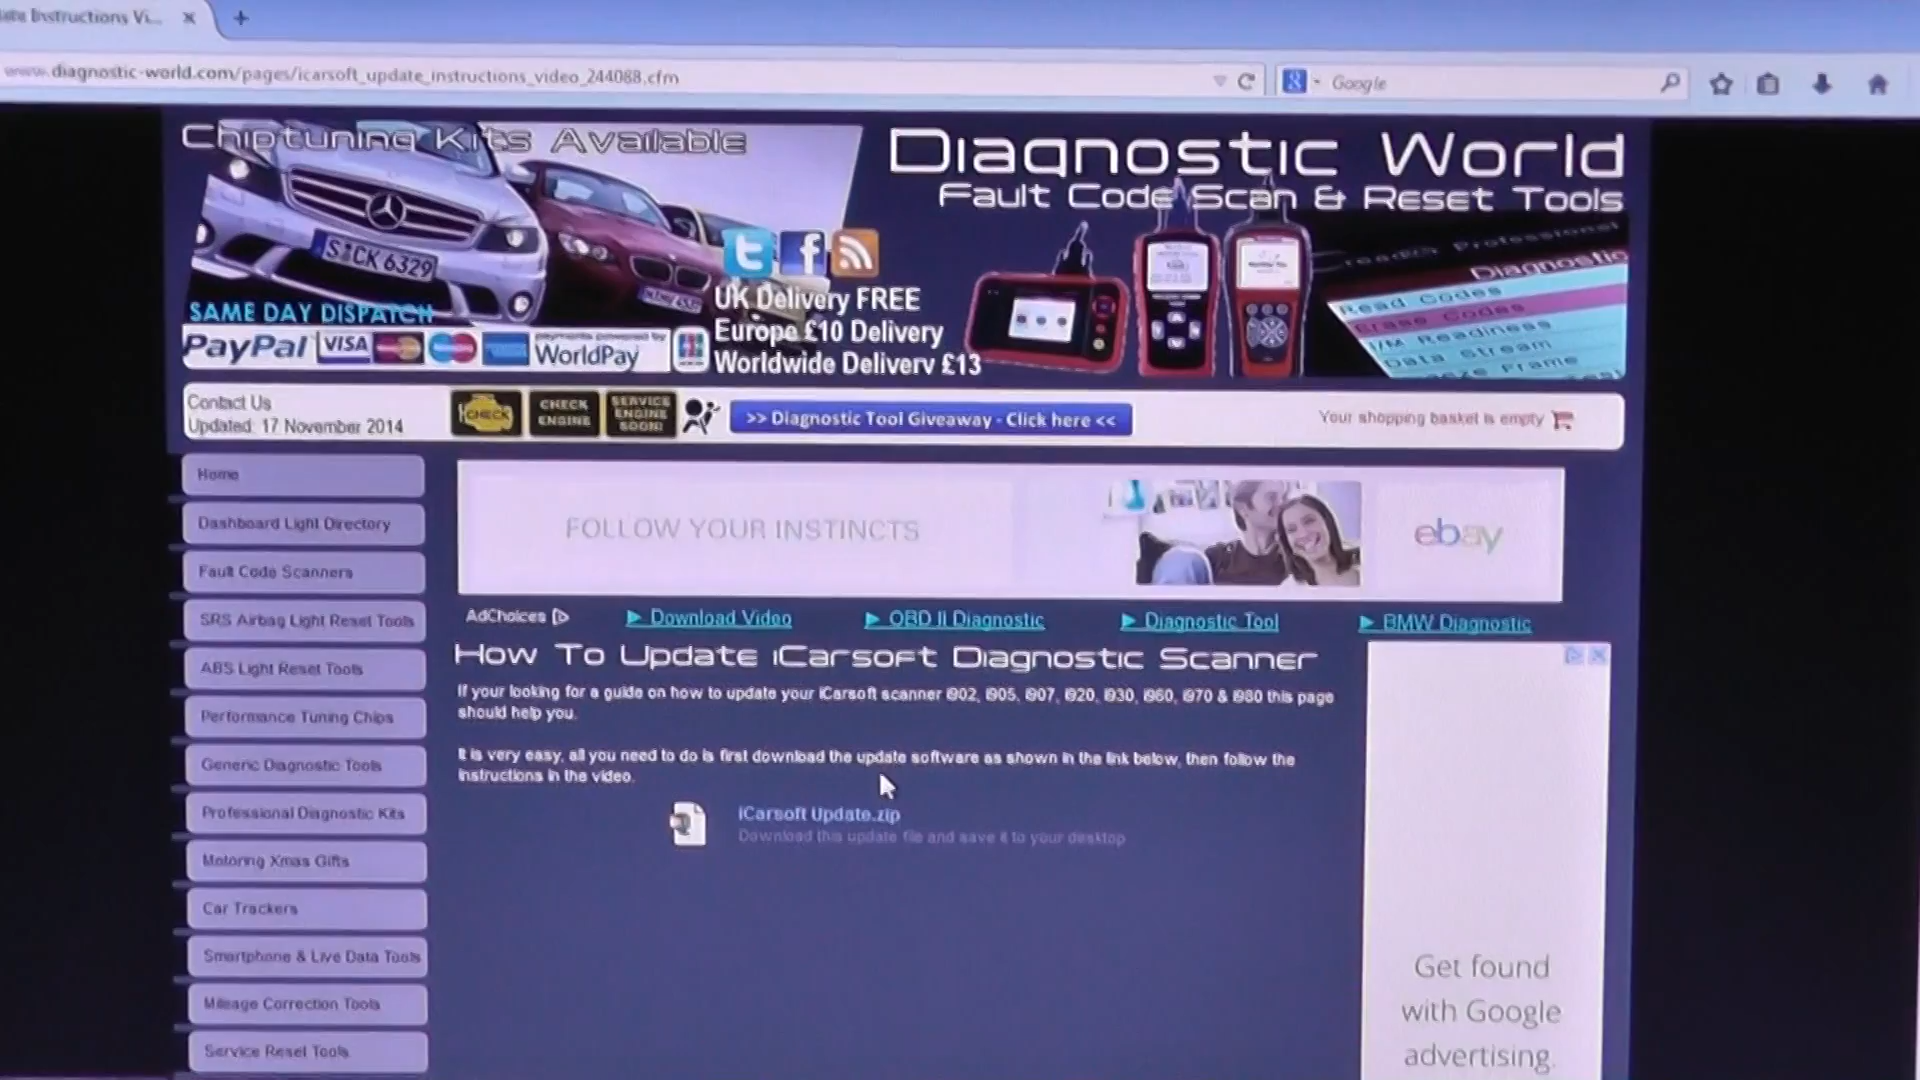 Instructions Vi...
www.diagnostic-world.com/pages/icarsoft_update_instructions_video_244088.cfm
Google
Chiptuning Kits Available
Diagnostic World
Fault Code Scan & Reset Tools
S CK 6329
SAME DAY DISPATCH
PayPal VISA WorldPay
UK Delivery FREE
Europe £10 Delivery
Worldwide Delivery £13
Professional
Diagnostic
Read Codes
Erase Codes
I/M Readiness
Data Stream
Contact Us
Updated: 17 November 2014
CHECK
CHECK ENGINE
SERVICE ENGINE SOON!
>> Diagnostic Tool Giveaway - Click here <<
Your shopping basket is empty
Home
Dashboard Light Directory
Fault Code Scanners
SRS Airbag Light Reset Tools
ABS Light Reset Tools
Performance Tuning Chips
Generic Diagnostic Tools
Professional Diagnostic Kits
Motoring Xmas Gifts
Car Trackers
Smartphone & Live Data Tools
Mileage Correction Tools
Service Reset Tools
FOLLOW YOUR INSTINCTS
ebay
AdChoices
Download Video
OBD II Diagnostic
Diagnostic Tool
BMW Diagnostic
How To Update iCarsoft Diagnostic Scanner
If your looking for a guide on how to update your iCarsoft scanner i902, i905, i907, i920, i930, i960, i970 & i980 this page
should help you.
It is very easy, all you need to do is first download the update software as shown in the link below, then follow the
instructions in the video.
iCarsoft Update.zip
Download this update file and save it to your desktop
Get found
with Google
advertising.